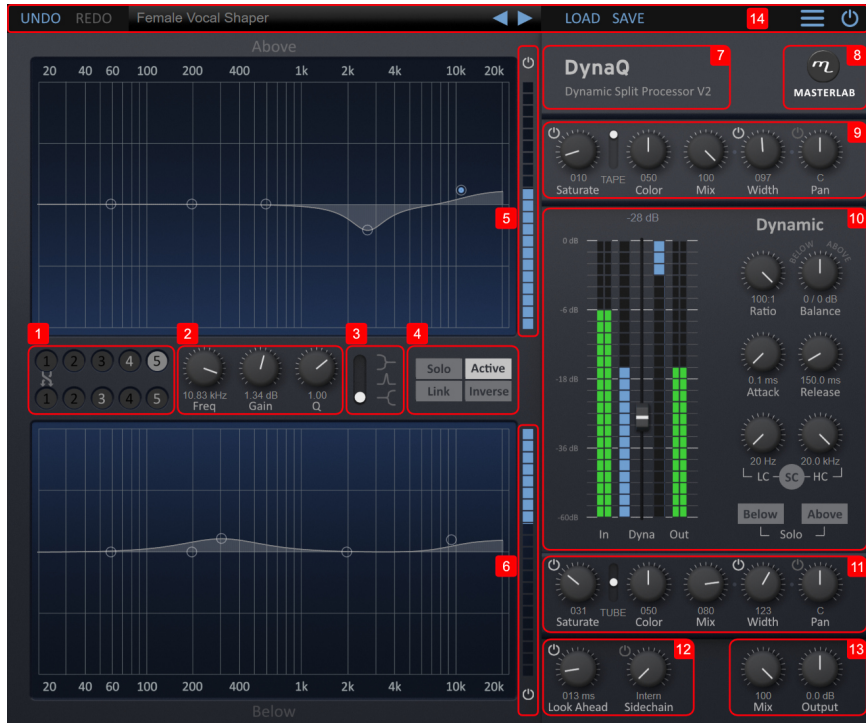 UNDO REDO Female Vocal Shaper LOAD SAVE 14
Above
20 40 60 100 200 400 1k 2k 4k 10k 20k
7
DynaQ
Dynamic Split Processor V2
8
MASTERLAB
9
010 TAPE 050 100 097 C
Saturate Color Mix Width Pan
5
10
-28 dB
Dynamic
0 dB
-6 dB
-18 dB
-36 dB
-60dB
In Dyna Out
BELOW ABOVE
100:1 0 / 0 dB
Ratio Balance
0.1 ms 150.0 ms
Attack Release
20 Hz 20.0 kHz
LC SC HC
Below Above
Solo
1
1 2 3 4 5
1 2 3 4 5
2
10.83 kHz 1.34 dB 1.00
Freq Gain Q
3
4
Solo Active
Link Inverse
6
20 40 60 100 200 400 1k 2k 4k 10k 20k
Below
11
031 TUBE 050 080 123 C
Saturate Color Mix Width Pan
12
013 ms Intern
Look Ahead Sidechain
13
100 0.0 dB
Mix Output